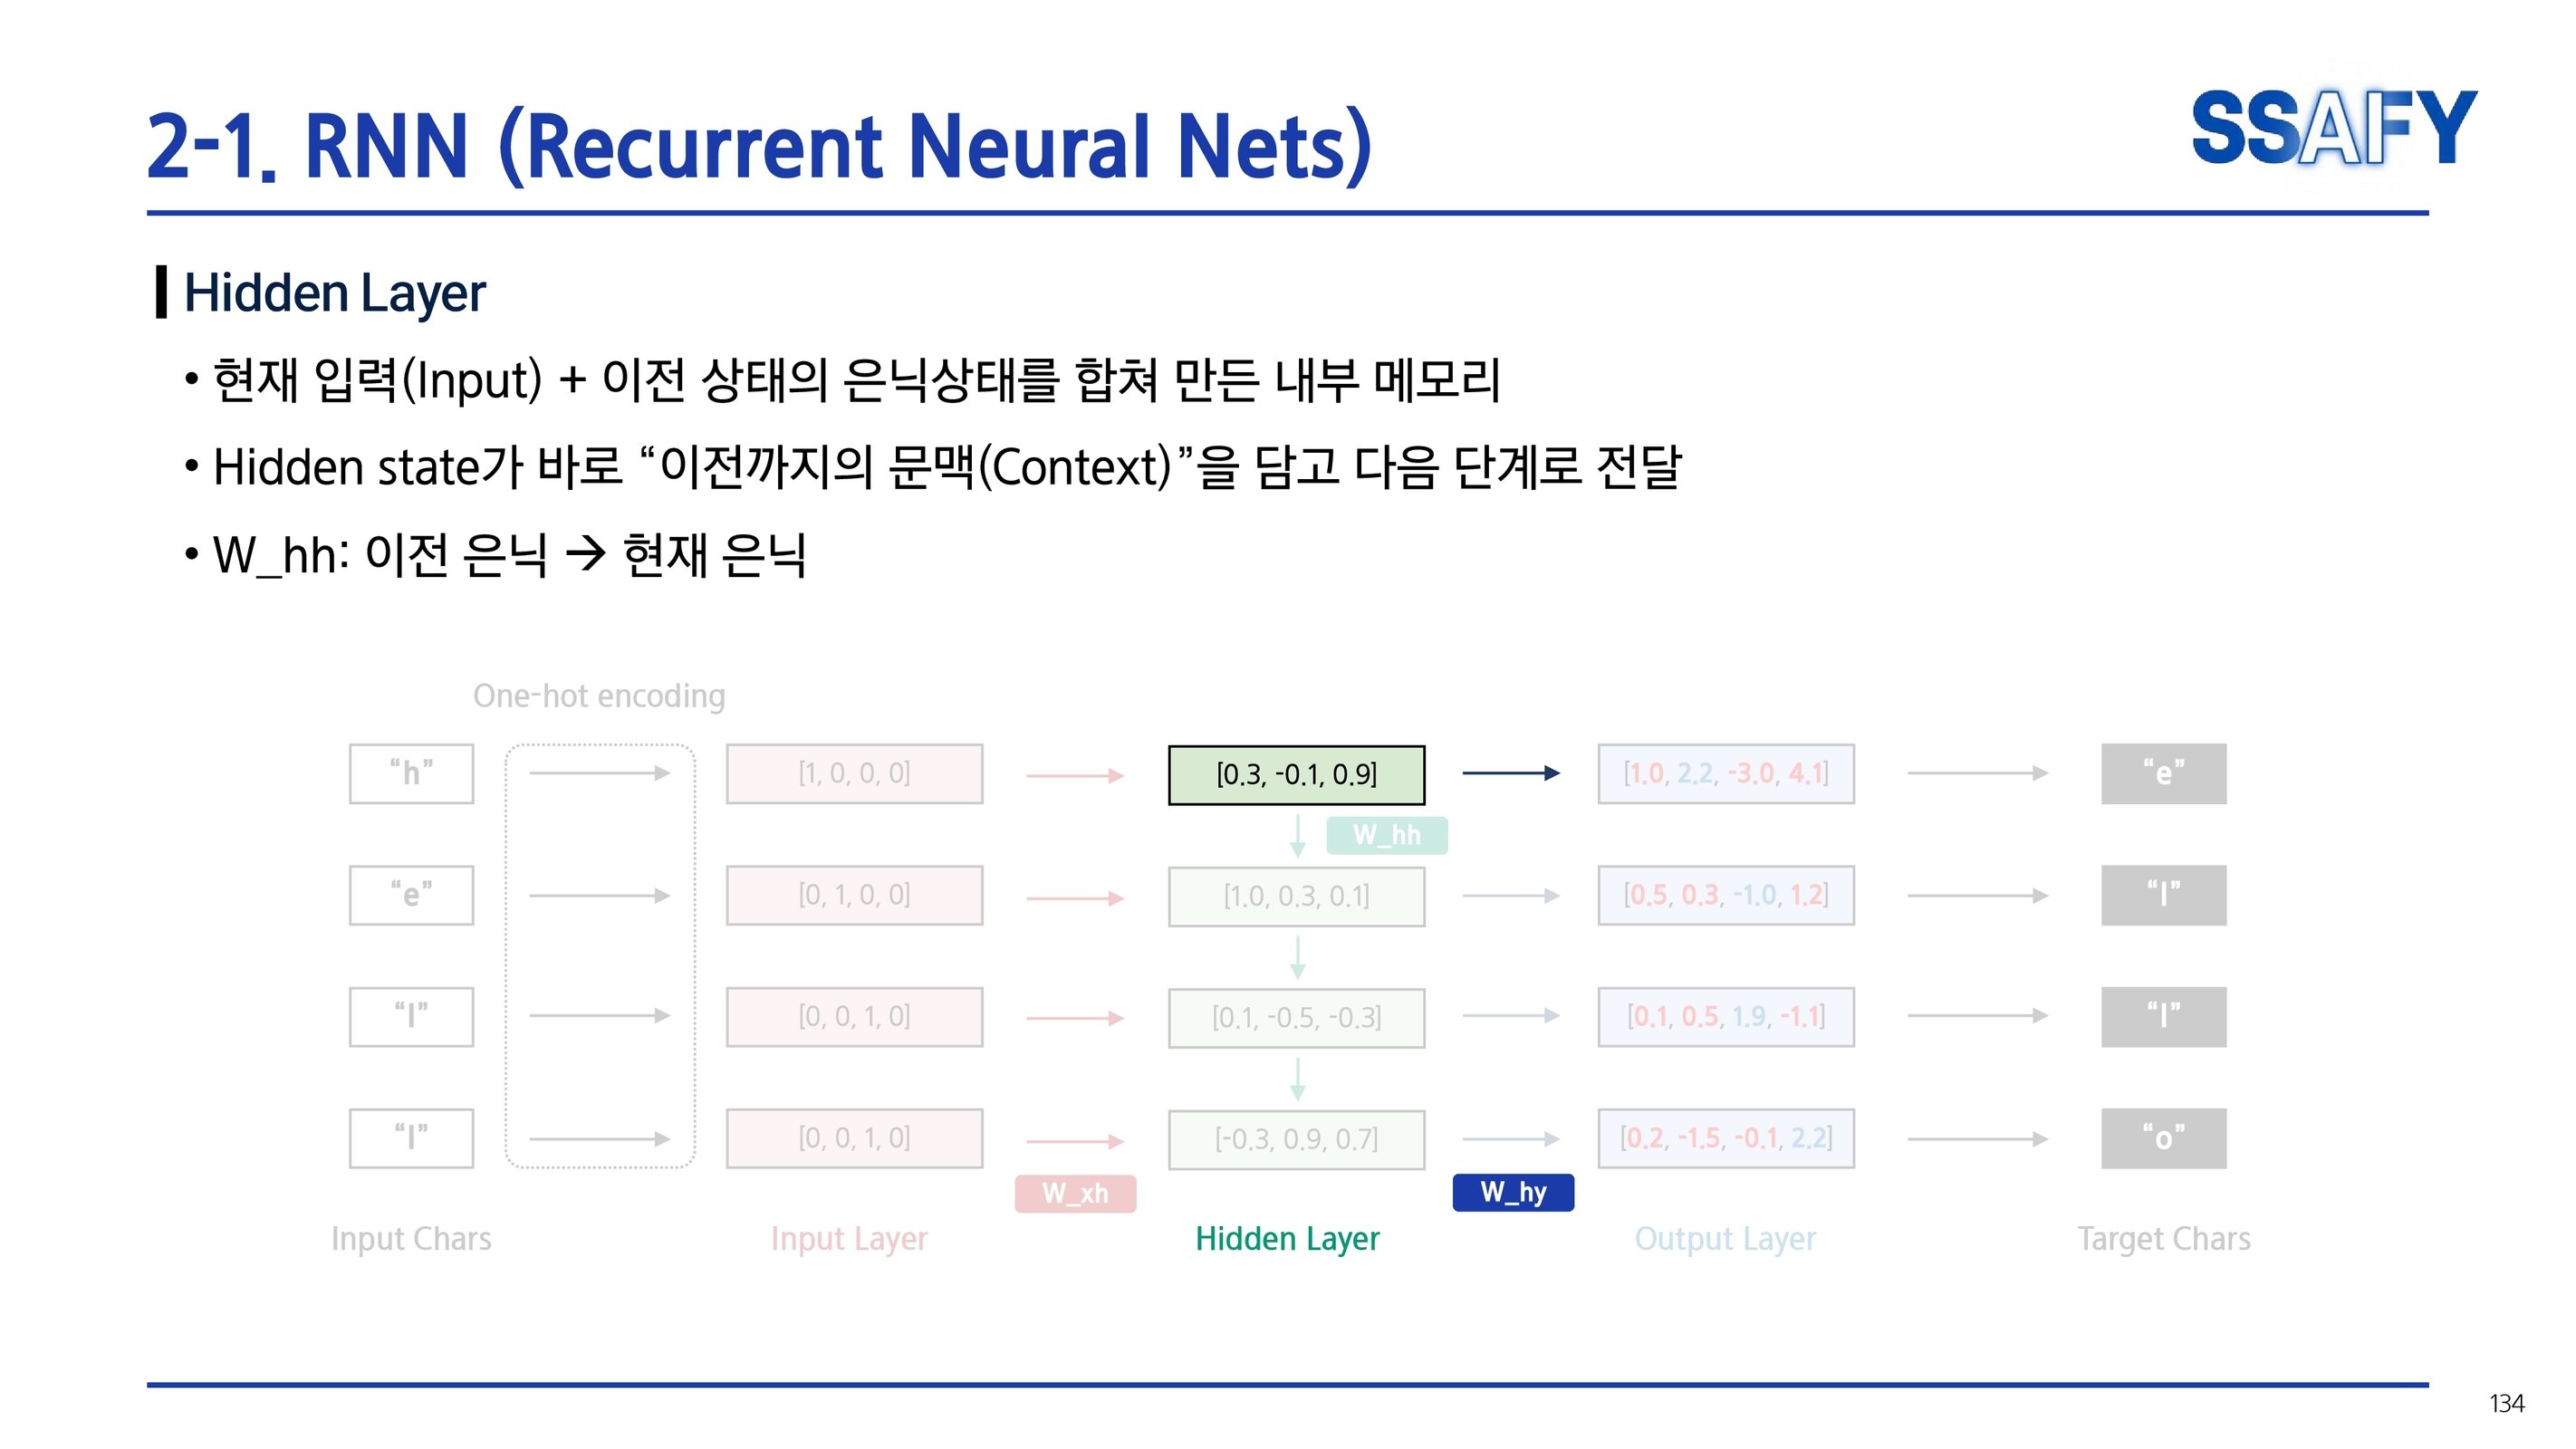 2-1. RNN (Recurrent Neural Nets)
SSAFY
Hidden Layer
• 현재 입력(Input) + 이전 상태의 은닉상태를 합쳐 만든 내부 메모리
• Hidden state가 바로 “이전까지의 문맥(Context)”을 담고 다음 단계로 전달
• W_hh: 이전 은닉 → 현재 은닉
One-hot encoding
“h” [1, 0, 0, 0] [0.3, -0.1, 0.9] [1.0, 2.2, -3.0, 4.1] “e”
W_hh
“e” [0, 1, 0, 0] [1.0, 0.3, 0.1] [0.5, 0.3, -1.0, 1.2] “l”
“l” [0, 0, 1, 0] [0.1, -0.5, -0.3] [0.1, 0.5, 1.9, -1.1] “l”
“l” [0, 0, 1, 0] [-0.3, 0.9, 0.7] [0.2, -1.5, -0.1, 2.2] “o”
W_xh W_hy
Input Chars Input Layer Hidden Layer Output Layer Target Chars
134